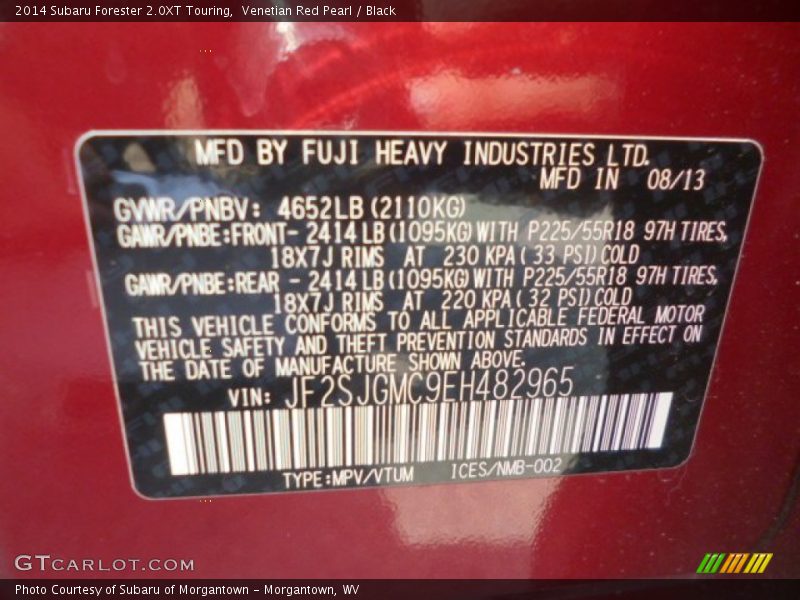 2014 Subaru Forester 2.0XT Touring, Venetian Red Pearl / Black
MFD BY FUJI HEAVY INDUSTRIES LTD.
MFD IN 08/13
GVWR/PNBV: 4652LB (2110KG)
GAWR/PNBE:FRONT- 2414 LB (1095KG) WITH P225/55R18 97H TIRES,
18X7J RIMS AT 230 KPA ( 33 PSI) COLD
GAWR/PNBE:REAR - 2414 LB (1095KG) WITH P225/55R18 97H TIRES,
18X7J RIMS AT 220 KPA ( 32 PSI) COLD
THIS VEHICLE CONFORMS TO ALL APPLICABLE FEDERAL MOTOR
VEHICLE SAFETY AND THEFT PREVENTION STANDARDS IN EFFECT ON
THE DATE OF MANUFACTURE SHOWN ABOVE.
VIN: JF2SJGMC9EH482965
TYPE:MPV/VTUM ICES/NMB-002
GTCARLOT.COM
Photo Courtesy of Subaru of Morgantown - Morgantown, WV